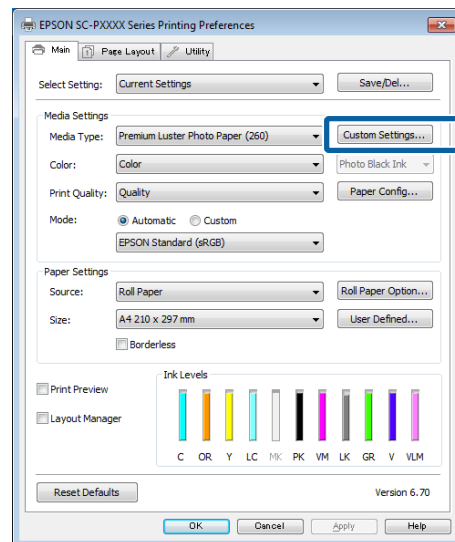 EPSON SC-PXXXX Series Printing Preferences
Main Page Layout Utility
Select Setting: Current Settings Save/Del...
Media Settings
Media Type: Premium Luster Photo Paper (260) Custom Settings...
Color: Color Photo Black Ink
Print Quality: Quality Paper Config...
Mode: Automatic Custom
EPSON Standard (sRGB)
Paper Settings
Source: Roll Paper Roll Paper Option...
Size: A4 210 x 297 mm User Defined...
Borderless
Ink Levels
Print Preview
Layout Manager
C OR Y LC MK PK VM LK GR V VLM
Reset Defaults Version 6.70
OK Cancel Apply Help